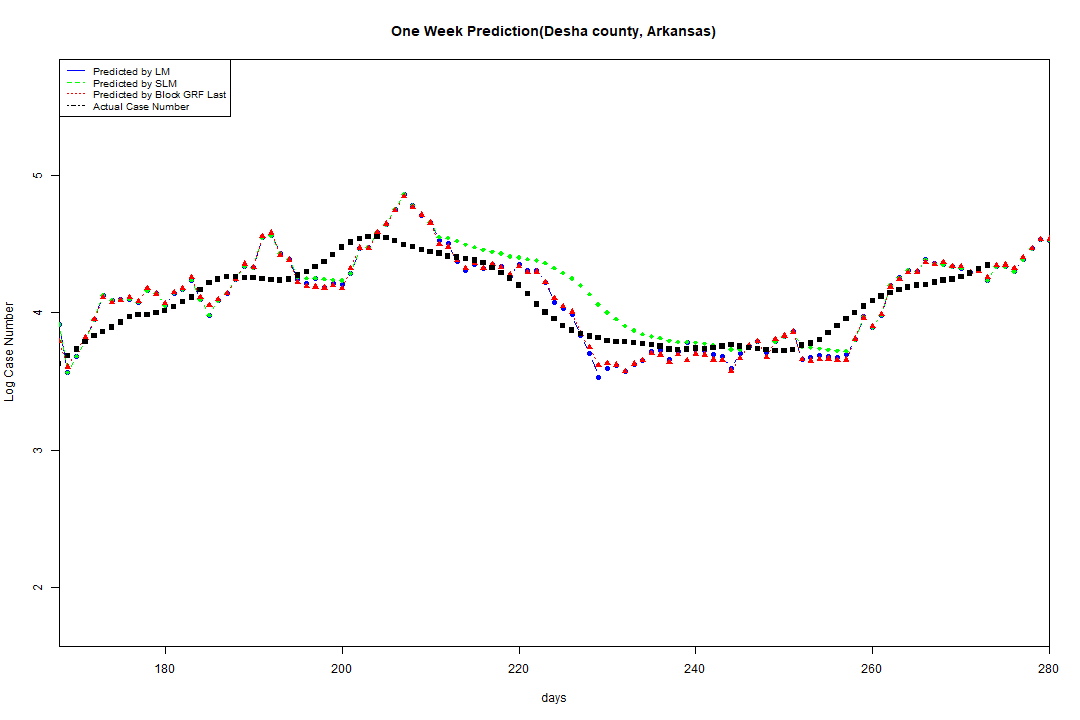 One Week Prediction(Desha county, Arkansas)
Predicted by LM
Predicted by SLM
Predicted by Block GRF Last
Actual Case Number
5
4
3
2
Log Case Number
180 200 220 240 260 280
days